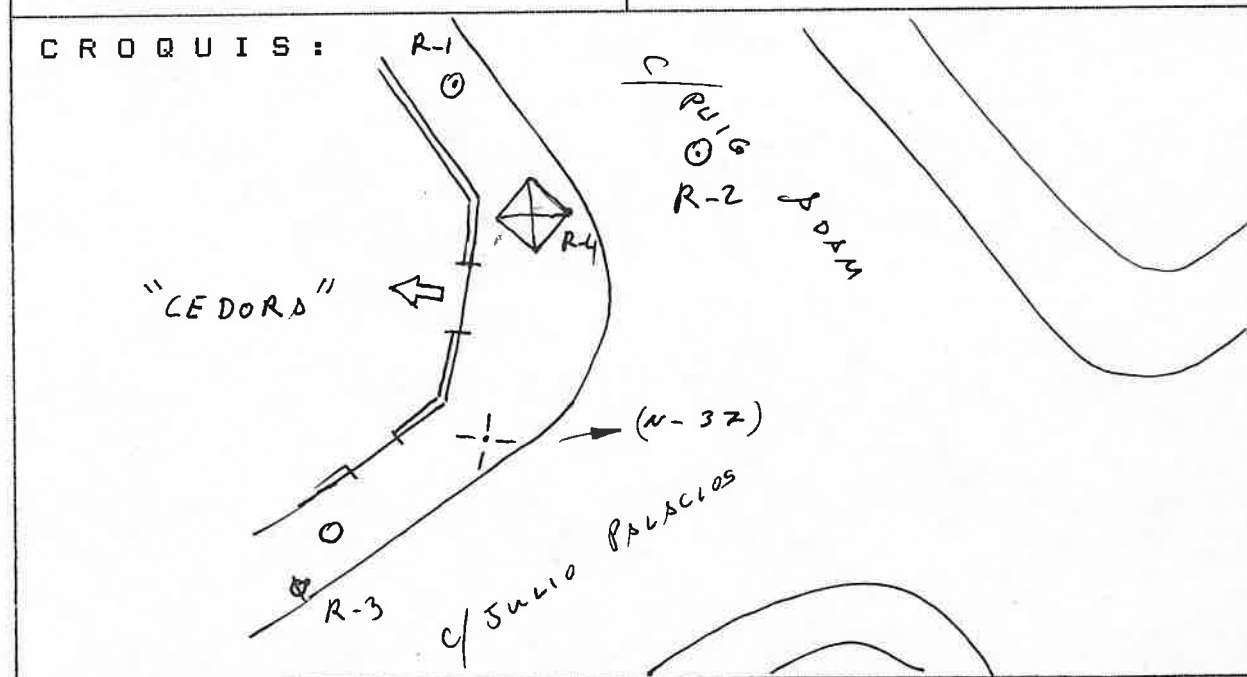 CROQUIS:
R-1
C
PUIG
R-2
ADAM
R-4
"CEDORA"
(N-37)
C/ JULIO PALACIOS
R-3